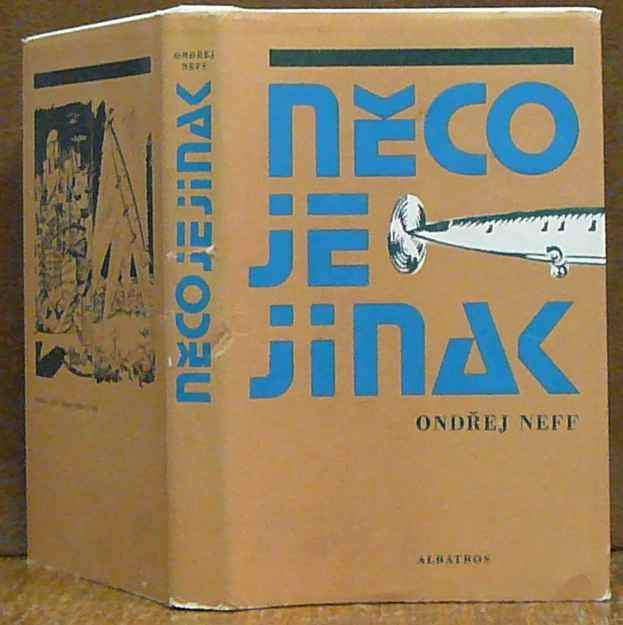 ONDŘEJ
NEFF
NĚCO JE JINAK
NĚCO
JE
JINAK
ONDŘEJ NEFF
ALBATROS